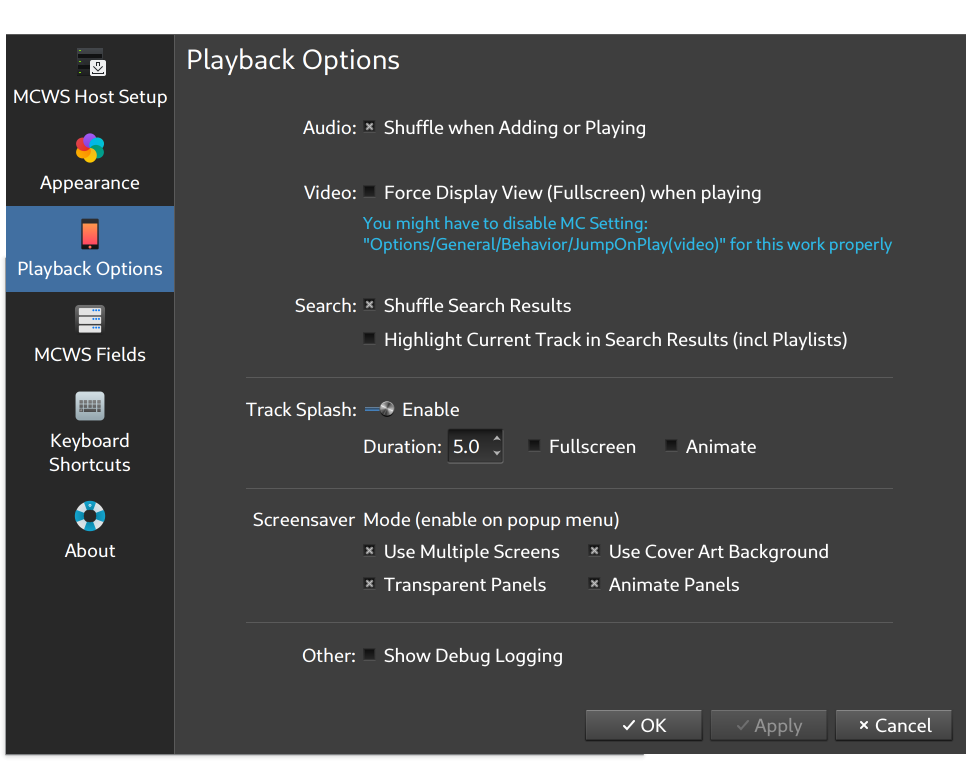 MCWS Host Setup
Appearance
Playback Options
MCWS Fields
Keyboard
Shortcuts
About
Playback Options
Audio: Shuffle when Adding or Playing
Video: Force Display View (Fullscreen) when playing
You might have to disable MC Setting:
"Options/General/Behavior/JumpOnPlay(video)" for this work properly
Search: Shuffle Search Results
Highlight Current Track in Search Results (incl Playlists)
Track Splash: Enable
Duration: 5.0 Fullscreen Animate
Screensaver Mode (enable on popup menu)
Use Multiple Screens Use Cover Art Background
Transparent Panels Animate Panels
Other: Show Debug Logging
OK Apply Cancel